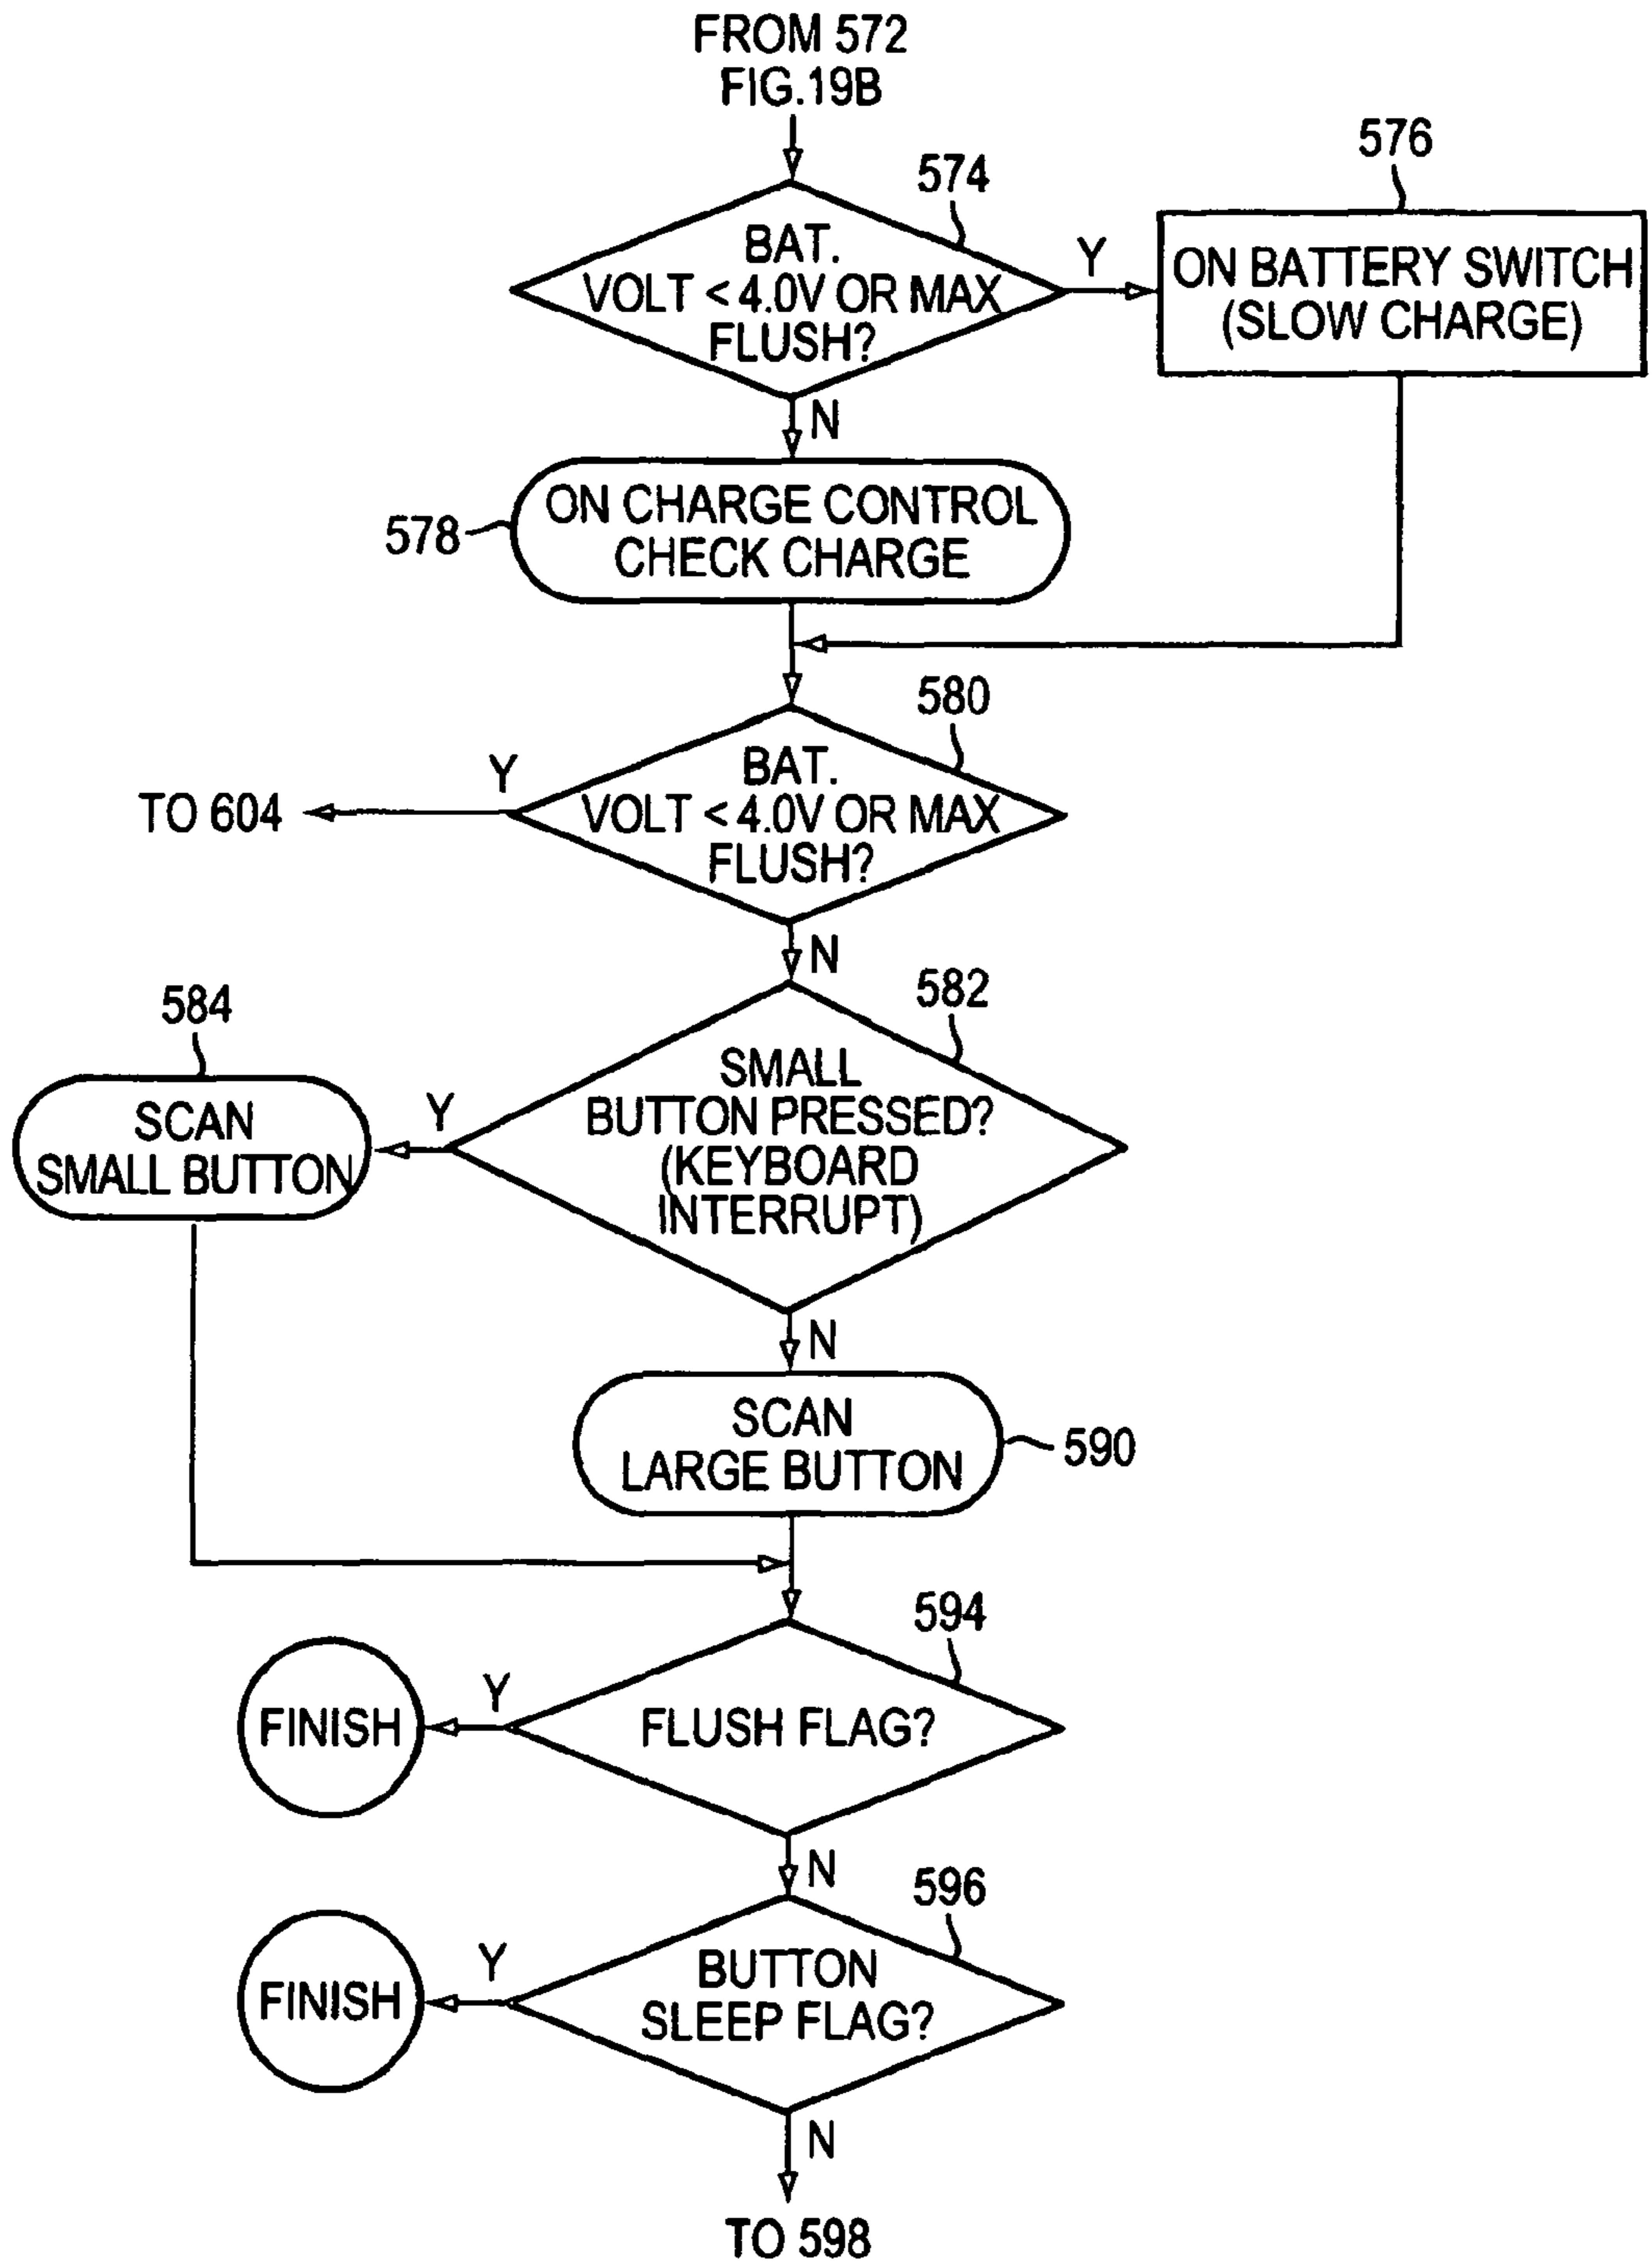 FROM 572
FIG.19B
574
576
BAT.
VOLT < 4.0V OR MAX
FLUSH?
Y
ON BATTERY SWITCH
(SLOW CHARGE)
N
578
ON CHARGE CONTROL
CHECK CHARGE
580
BAT.
VOLT < 4.0V OR MAX
FLUSH?
Y
TO 604
N
582
584
SMALL
BUTTON PRESSED?
(KEYBOARD
INTERRUPT)
Y
SCAN
SMALL BUTTON
N
SCAN
LARGE BUTTON
590
594
FLUSH FLAG?
Y
FINISH
N
596
BUTTON
SLEEP FLAG?
Y
FINISH
N
TO 598